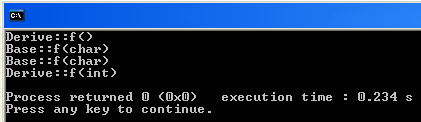 C:\
Derive::f()
Base::f(char)
Base::f(char)
Derive::f(int)
Process returned 0 (0x0)   execution time : 0.234 s
Press any key to continue.